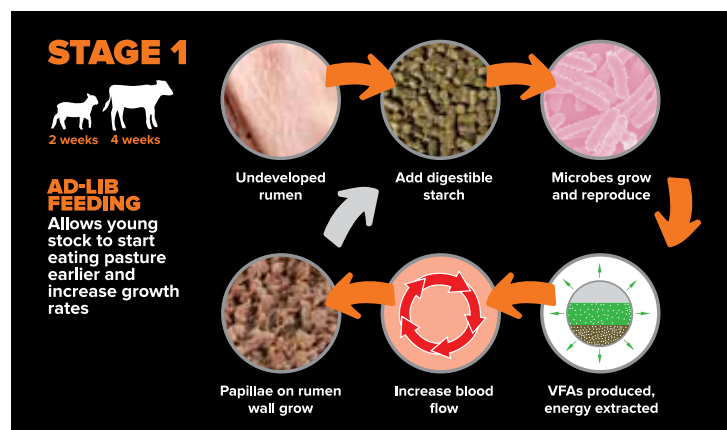 STAGE 1
2 weeks 4 weeks
AD-LIB
FEEDING
Allows young
stock to start
eating pasture
earlier and
increase growth
rates
Undeveloped
rumen
Add digestible
starch
Microbes grow
and reproduce
Papillae on rumen
wall grow
Increase blood
flow
VFAs produced,
energy extracted